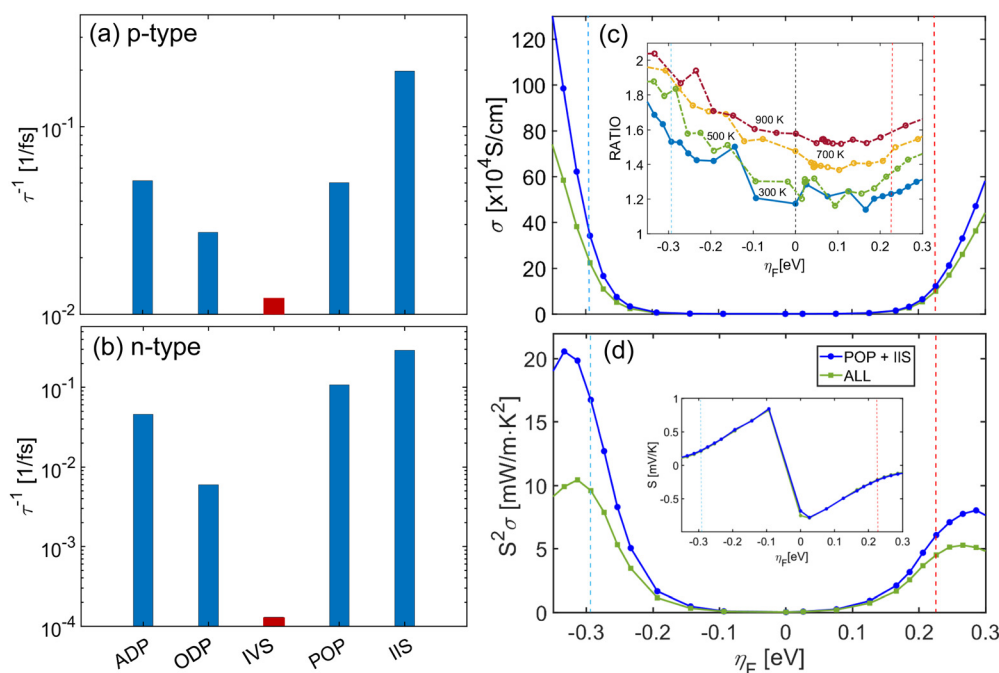 (a) p-type
10⁻¹
10⁻²
τ⁻¹ [1/fs]
(b) n-type
10⁻¹
10⁻²
10⁻³
10⁻⁴
τ⁻¹ [1/fs]
ADP ODP IVS POP IIS
(c)
120
100
80
60
40
20
0
σ [x10⁴S/cm]
2
1.8
1.6
1.4
1.2
1
RATIO
900 K
500 K
700 K
300 K
-0.3 -0.2 -0.1 0 0.1 0.2 0.3
η_F[eV]
(d)
POP + IIS
ALL
20
15
10
5
0
S²σ [mW/m·K²]
1
0.5
0
-0.5
S [mV/K]
-0.3 -0.2 -0.1 0 0.1 0.2 0.3
η_F[eV]
-0.3 -0.2 -0.1 0 0.1 0.2 0.3
η_F [eV]